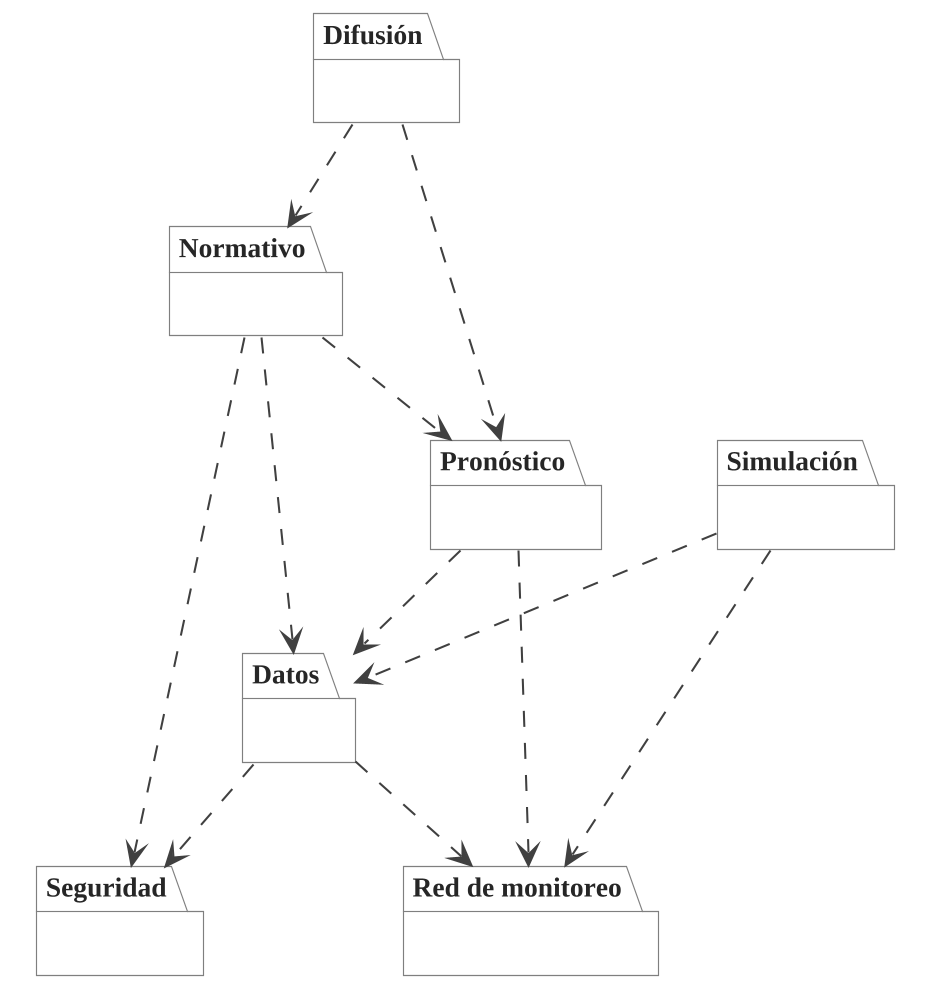 Difusión
Normativo
Pronóstico
Simulación
Datos
Seguridad
Red de monitoreo